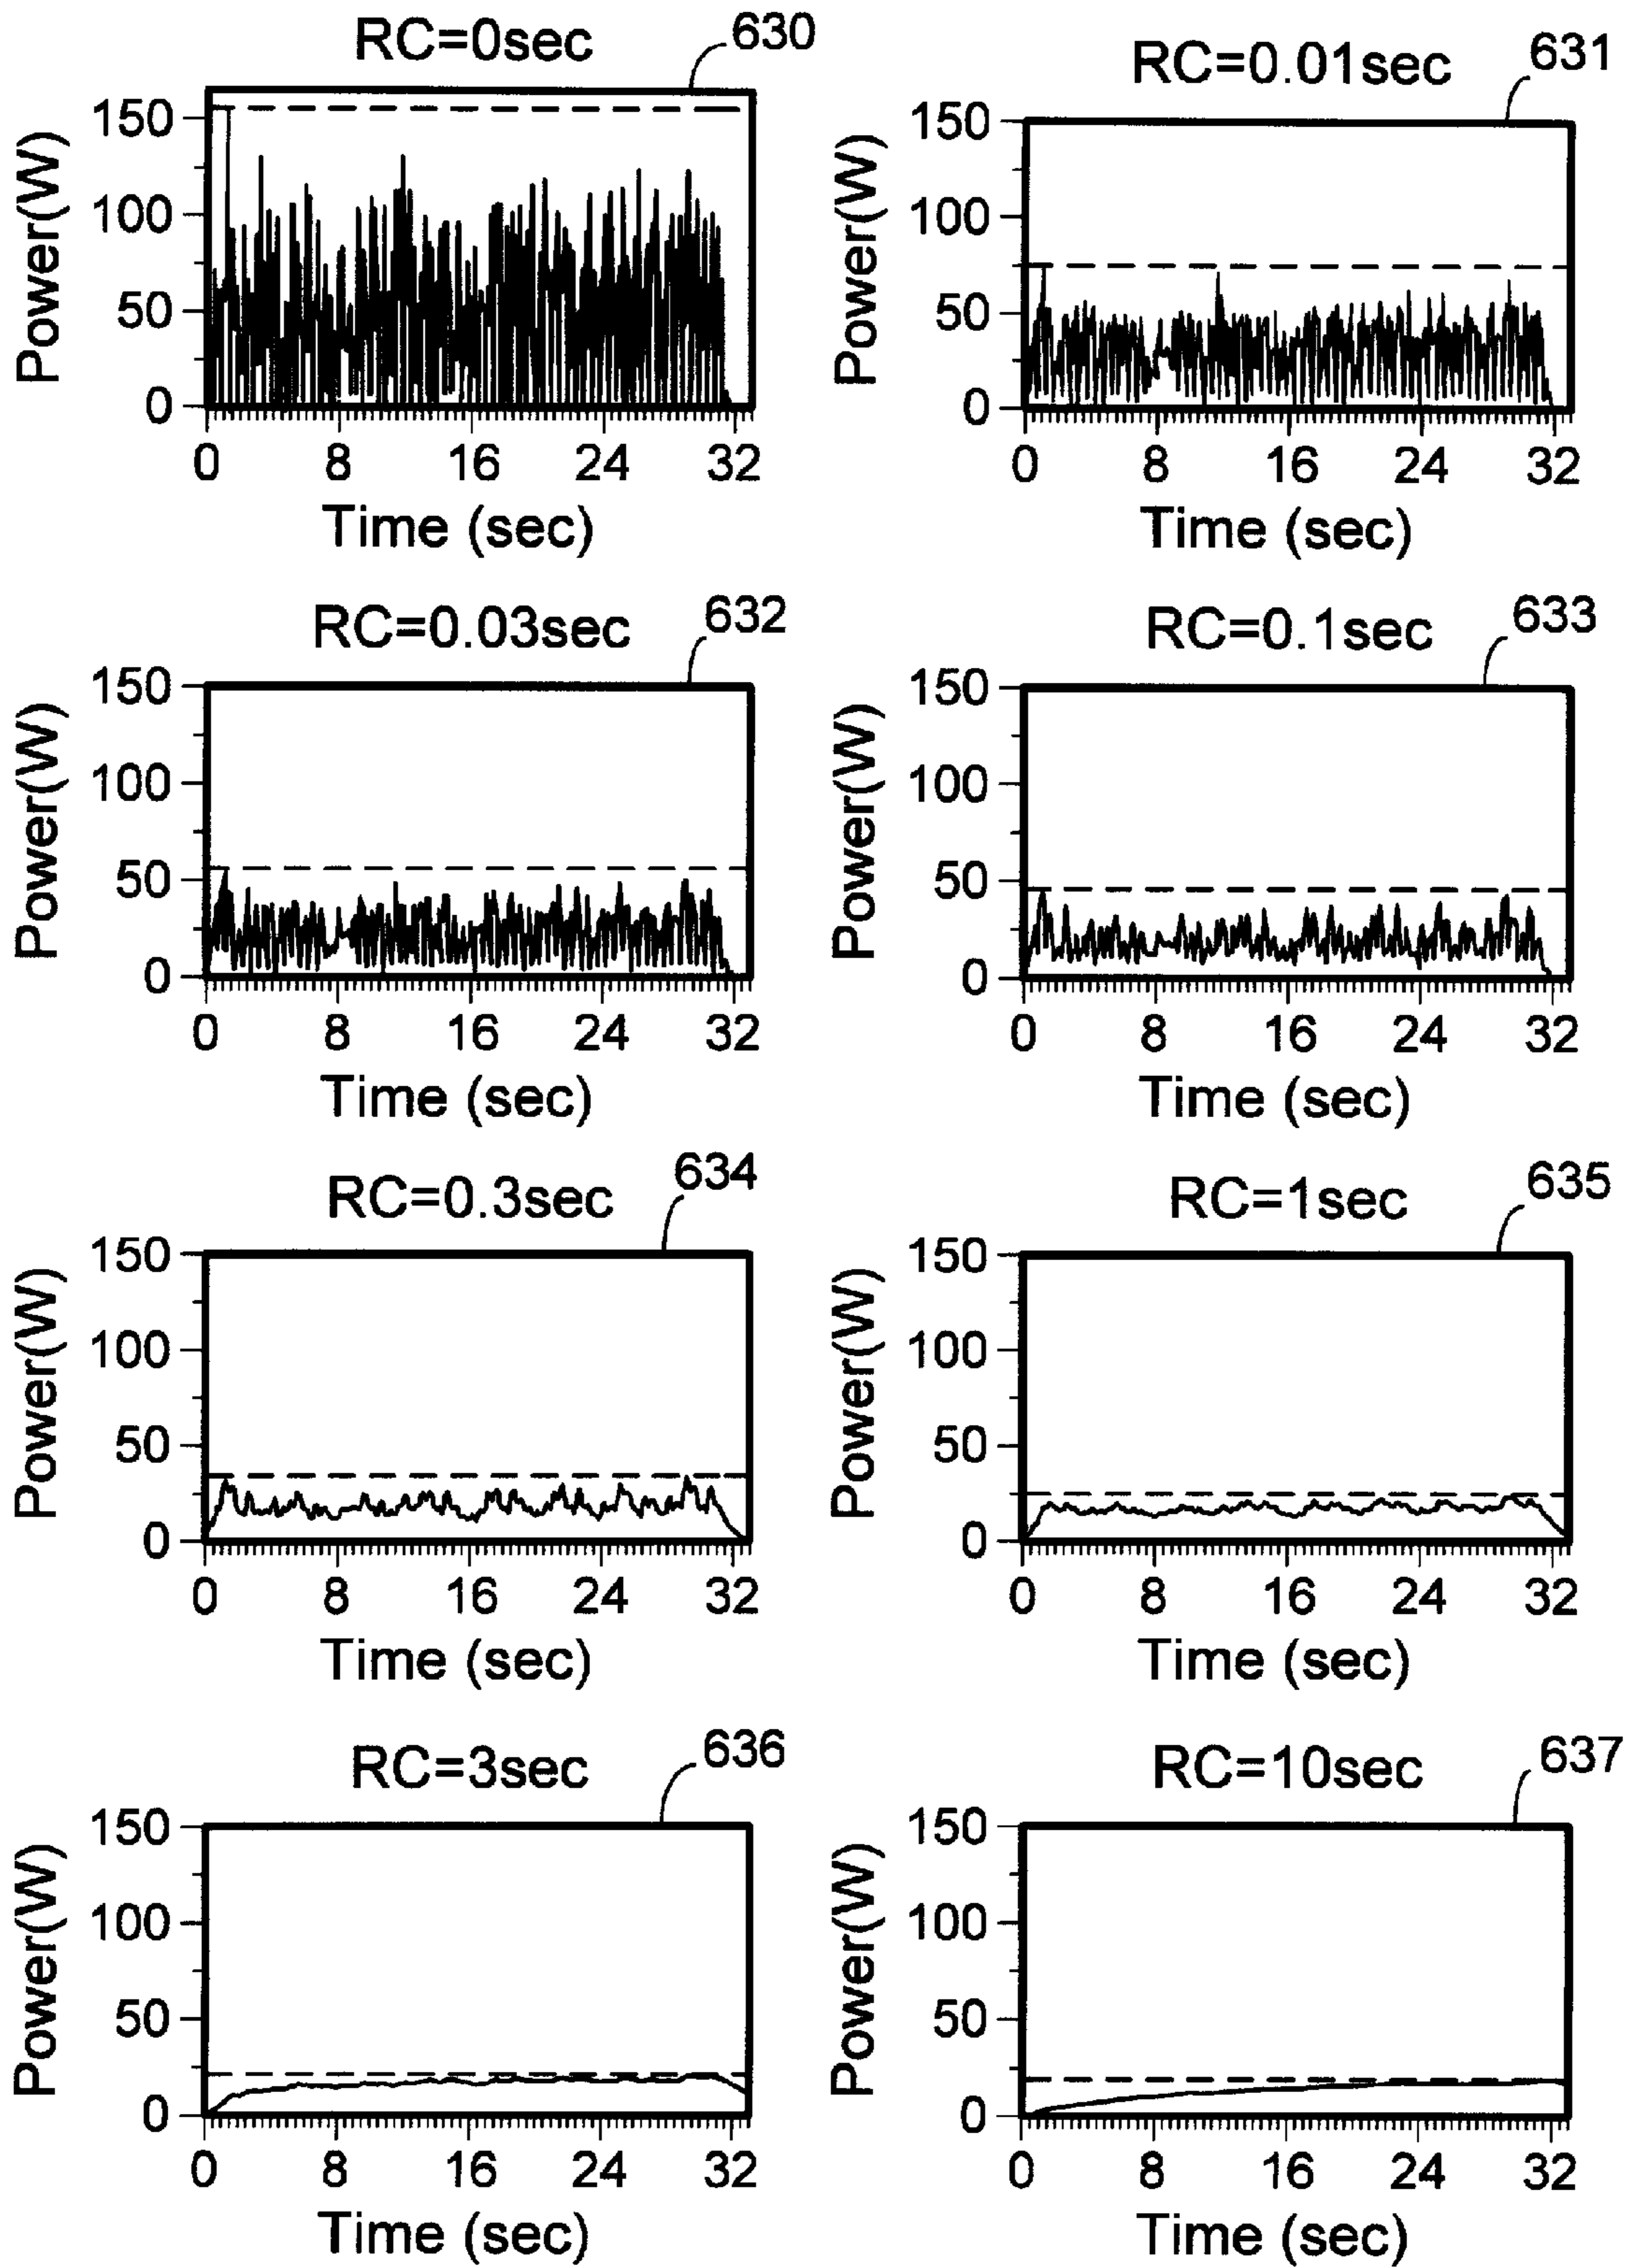 RC=0sec 630
Power(W)
150
100
50
0
0 8 16 24 32
Time (sec)
RC=0.01sec 631
Power(W)
150
100
50
0
0 8 16 24 32
Time (sec)
RC=0.03sec 632
Power(W)
150
100
50
0
0 8 16 24 32
Time (sec)
RC=0.1sec 633
Power(W)
150
100
50
0
0 8 16 24 32
Time (sec)
RC=0.3sec 634
Power(W)
150
100
50
0
0 8 16 24 32
Time (sec)
RC=1sec 635
Power(W)
150
100
50
0
0 8 16 24 32
Time (sec)
RC=3sec 636
Power(W)
150
100
50
0
0 8 16 24 32
Time (sec)
RC=10sec 637
Power(W)
150
100
50
0
0 8 16 24 32
Time (sec)